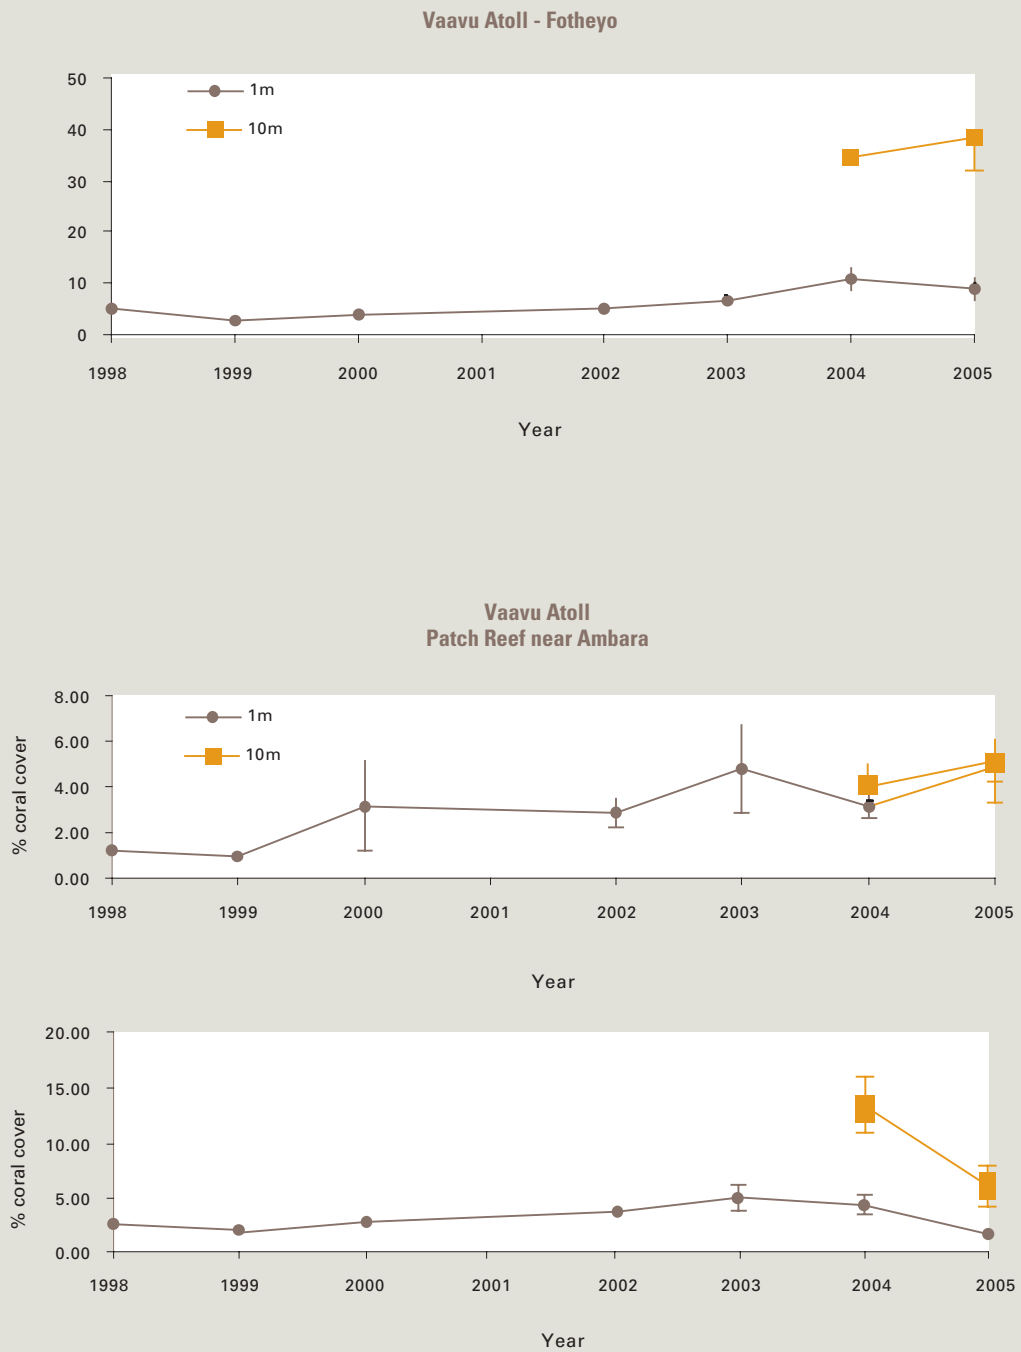 Vaavu Atoll - Fotheyo
1m
10m
50
40
30
20
10
0
1998 1999 2000 2001 2002 2003 2004 2005
Year
Vaavu Atoll
Patch Reef near Ambara
1m
10m
% coral cover
8.00
6.00
4.00
2.00
0.00
1998 1999 2000 2001 2002 2003 2004 2005
Year
% coral cover
20.00
15.00
10.00
5.00
0.00
1998 1999 2000 2001 2002 2003 2004 2005
Year